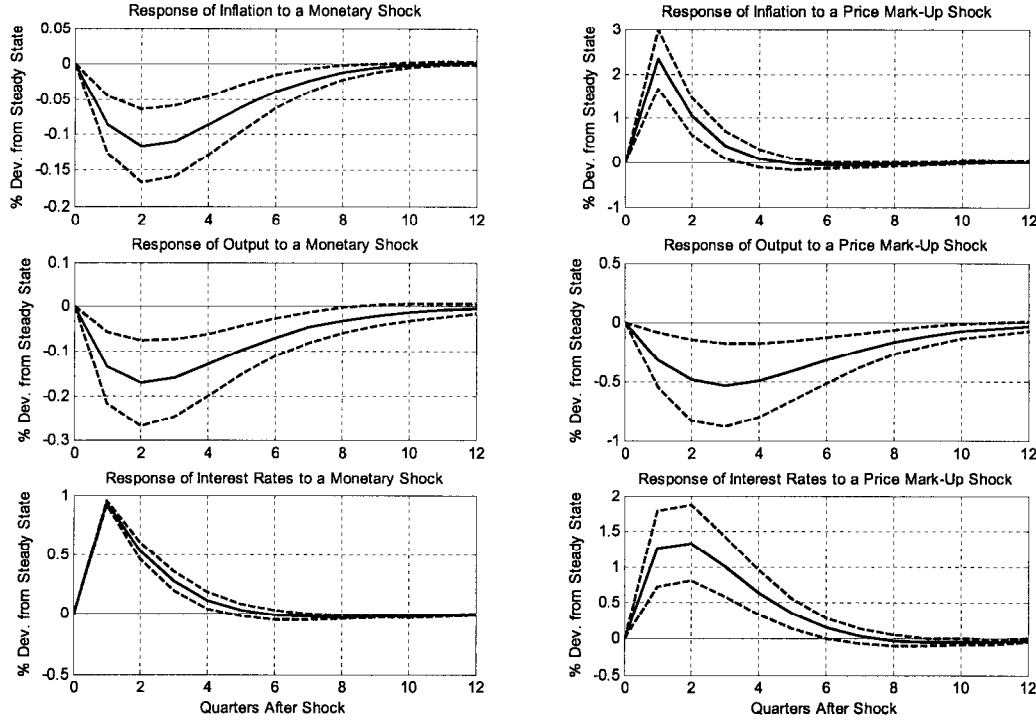 Response of Inflation to a Monetary Shock
% Dev. from Steady State
0.05
0
-0.05
-0.1
-0.15
-0.2
0 2 4 6 8 10 12
Response of Inflation to a Price Mark-Up Shock
% Dev. from Steady State
3
2
1
0
-1
0 2 4 6 8 10 12
Response of Output to a Monetary Shock
% Dev. from Steady State
0.1
0
-0.1
-0.2
-0.3
0 2 4 6 8 10 12
Response of Output to a Price Mark-Up Shock
% Dev. from Steady State
0.5
0
-0.5
-1
0 2 4 6 8 10 12
Response of Interest Rates to a Monetary Shock
% Dev. from Steady State
1
0.5
0
-0.5
0 2 4 6 8 10 12
Quarters After Shock
Response of Interest Rates to a Price Mark-Up Shock
% Dev. from Steady State
2
1.5
1
0.5
0
-0.5
0 2 4 6 8 10 12
Quarters After Shock